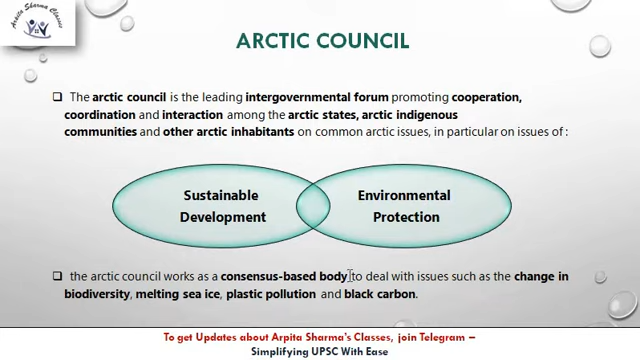 Arpita Sharma Classes
ARCTIC COUNCIL
❑ The arctic council is the leading intergovernmental forum promoting cooperation,
coordination and interaction among the arctic states, arctic indigenous
communities and other arctic inhabitants on common arctic issues, in particular on issues of :
Sustainable
Development
Environmental
Protection
❑ the arctic council works as a consensus-based body to deal with issues such as the change in
biodiversity, melting sea ice, plastic pollution and black carbon.
To get Updates about Arpita Sharma's Classes, join Telegram –
Simplifying UPSC With Ease